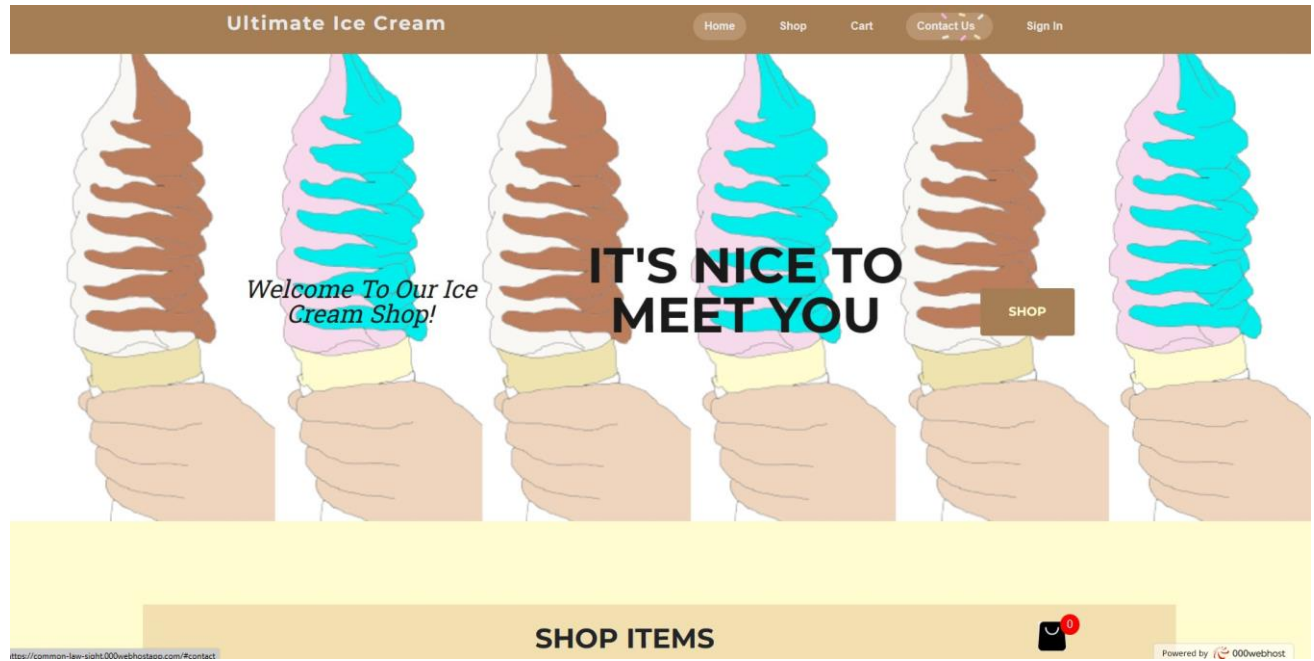 Ultimate Ice Cream
Home Shop Cart Contact Us Sign In
Welcome To Our Ice
Cream Shop!
IT'S NICE TO
MEET YOU
SHOP
SHOP ITEMS
0
ttps://common-law-sight.000webhostapp.com/#contact
Powered by 000webhost